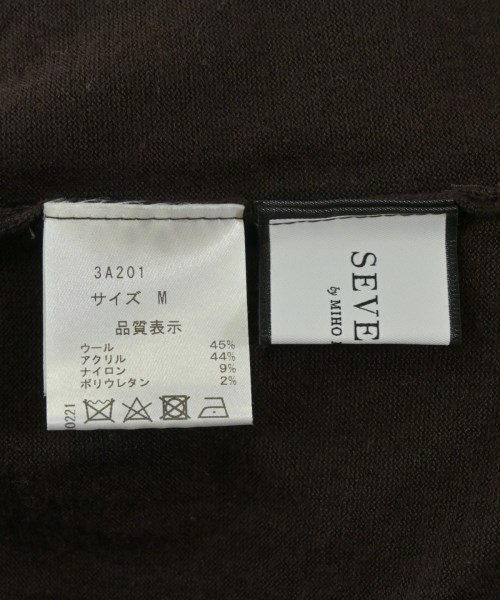 3A201
サイズ M
品質表示
ウール 45%
アクリル 44%
ナイロン 9%
ポリウレタン 2%
0221
SEVE
by MIHO